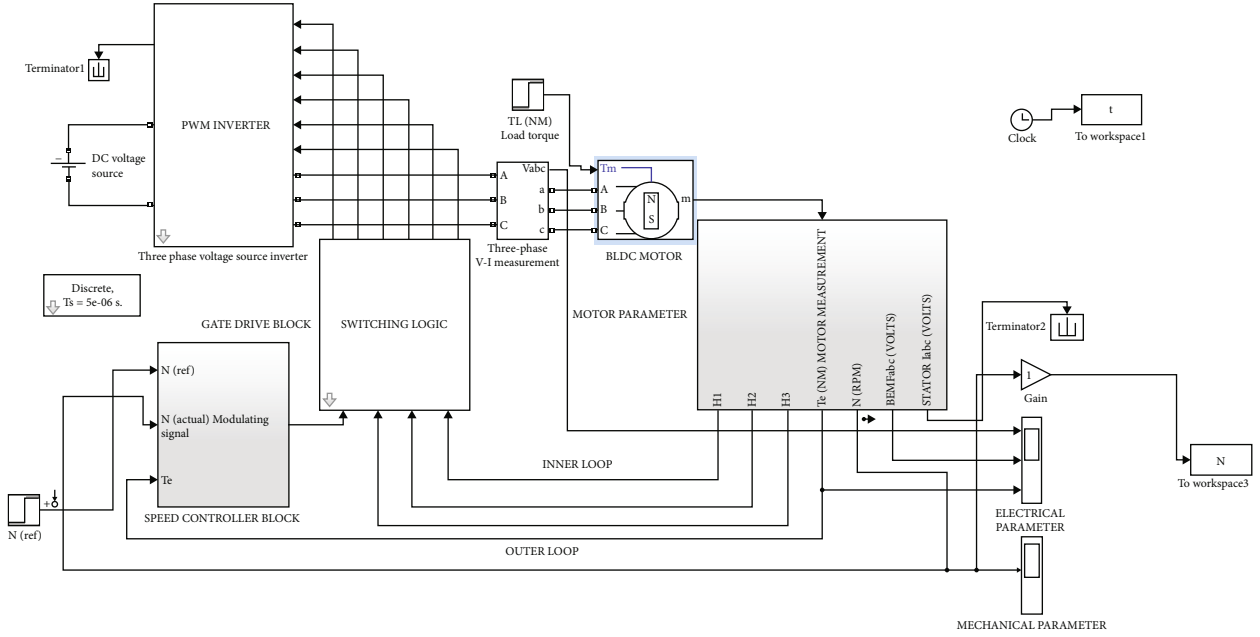 Terminator1
PWM INVERTER
DC voltage
source
Three phase voltage source inverter
TL (NM)
Load torque
Vabc
A
B
C
a
b
c
Three-phase
V-I measurement
Tm
A
B
C
N
S
m
BLDC MOTOR
Clock
t
To workspace1
Discrete,
Ts = 5e-06 s.
GATE DRIVE BLOCK
SWITCHING LOGIC
MOTOR PARAMETER
H1
H2
H3
Te (NM) MOTOR MEASUREMENT
N (RPM)
BEMFabc (VOLTS)
STATOR Iabc (VOLTS)
Terminator2
1
Gain
N
To workspace3
N (ref)
N (actual) Modulating
signal
Te
SPEED CONTROLLER BLOCK
+
N (ref)
INNER LOOP
OUTER LOOP
ELECTRICAL
PARAMETER
MECHANICAL PARAMETER